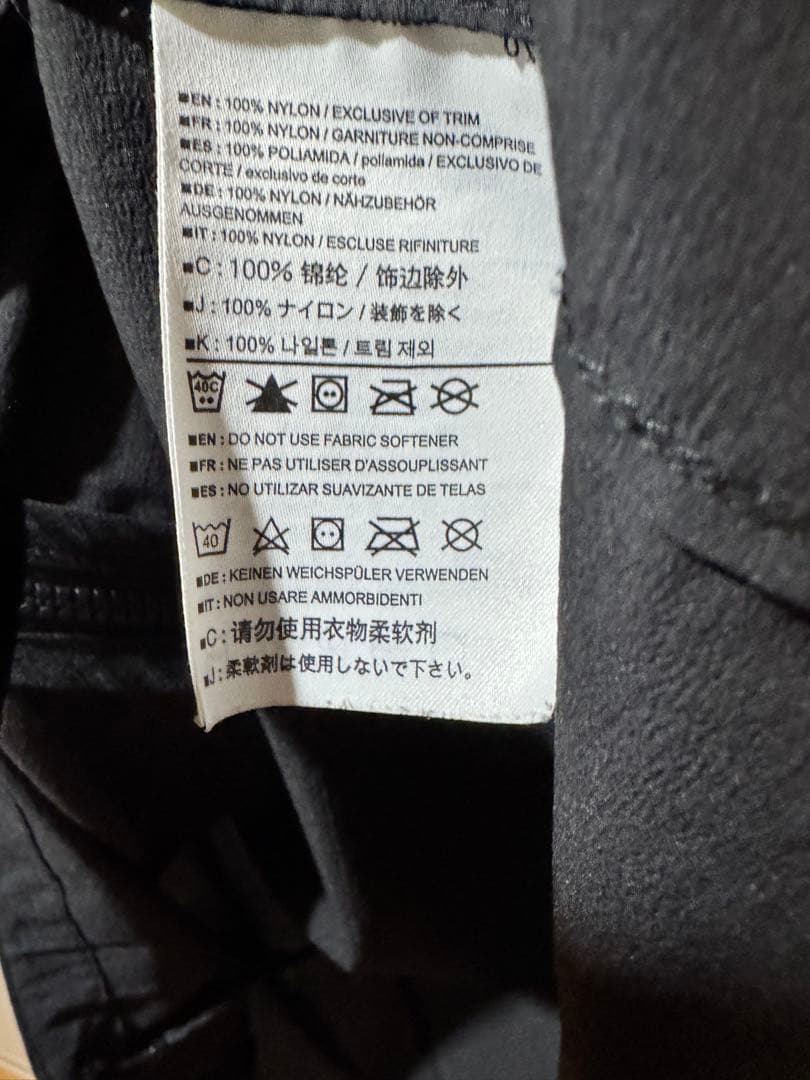 ■EN : 100% NYLON / EXCLUSIVE OF TRIM
■FR : 100% NYLON / GARNITURE NON-COMPRISE
■ES : 100% POLIAMIDA / poliamida / EXCLUSIVO DE
CORTE / exclusivo de corte
■DE : 100% NYLON / NÄHZUBEHÖR
AUSGENOMMEN
■IT : 100% NYLON / ESCLUSE RIFINITURE
■C : 100% 锦纶 / 饰边除外
■J : 100% ナイロン / 装飾を除く
■K : 100% 나일론 / 트림 제외
40C
■EN : DO NOT USE FABRIC SOFTENER
■FR : NE PAS UTILISER D'ASSOUPLISSANT
■ES : NO UTILIZAR SUAVIZANTE DE TELAS
40
■DE : KEINEN WEICHSPÜLER VERWENDEN
■IT : NON USARE AMMORBIDENTI
■C : 请勿使用衣物柔软剂
■J : 柔軟剤は使用しないで下さい。